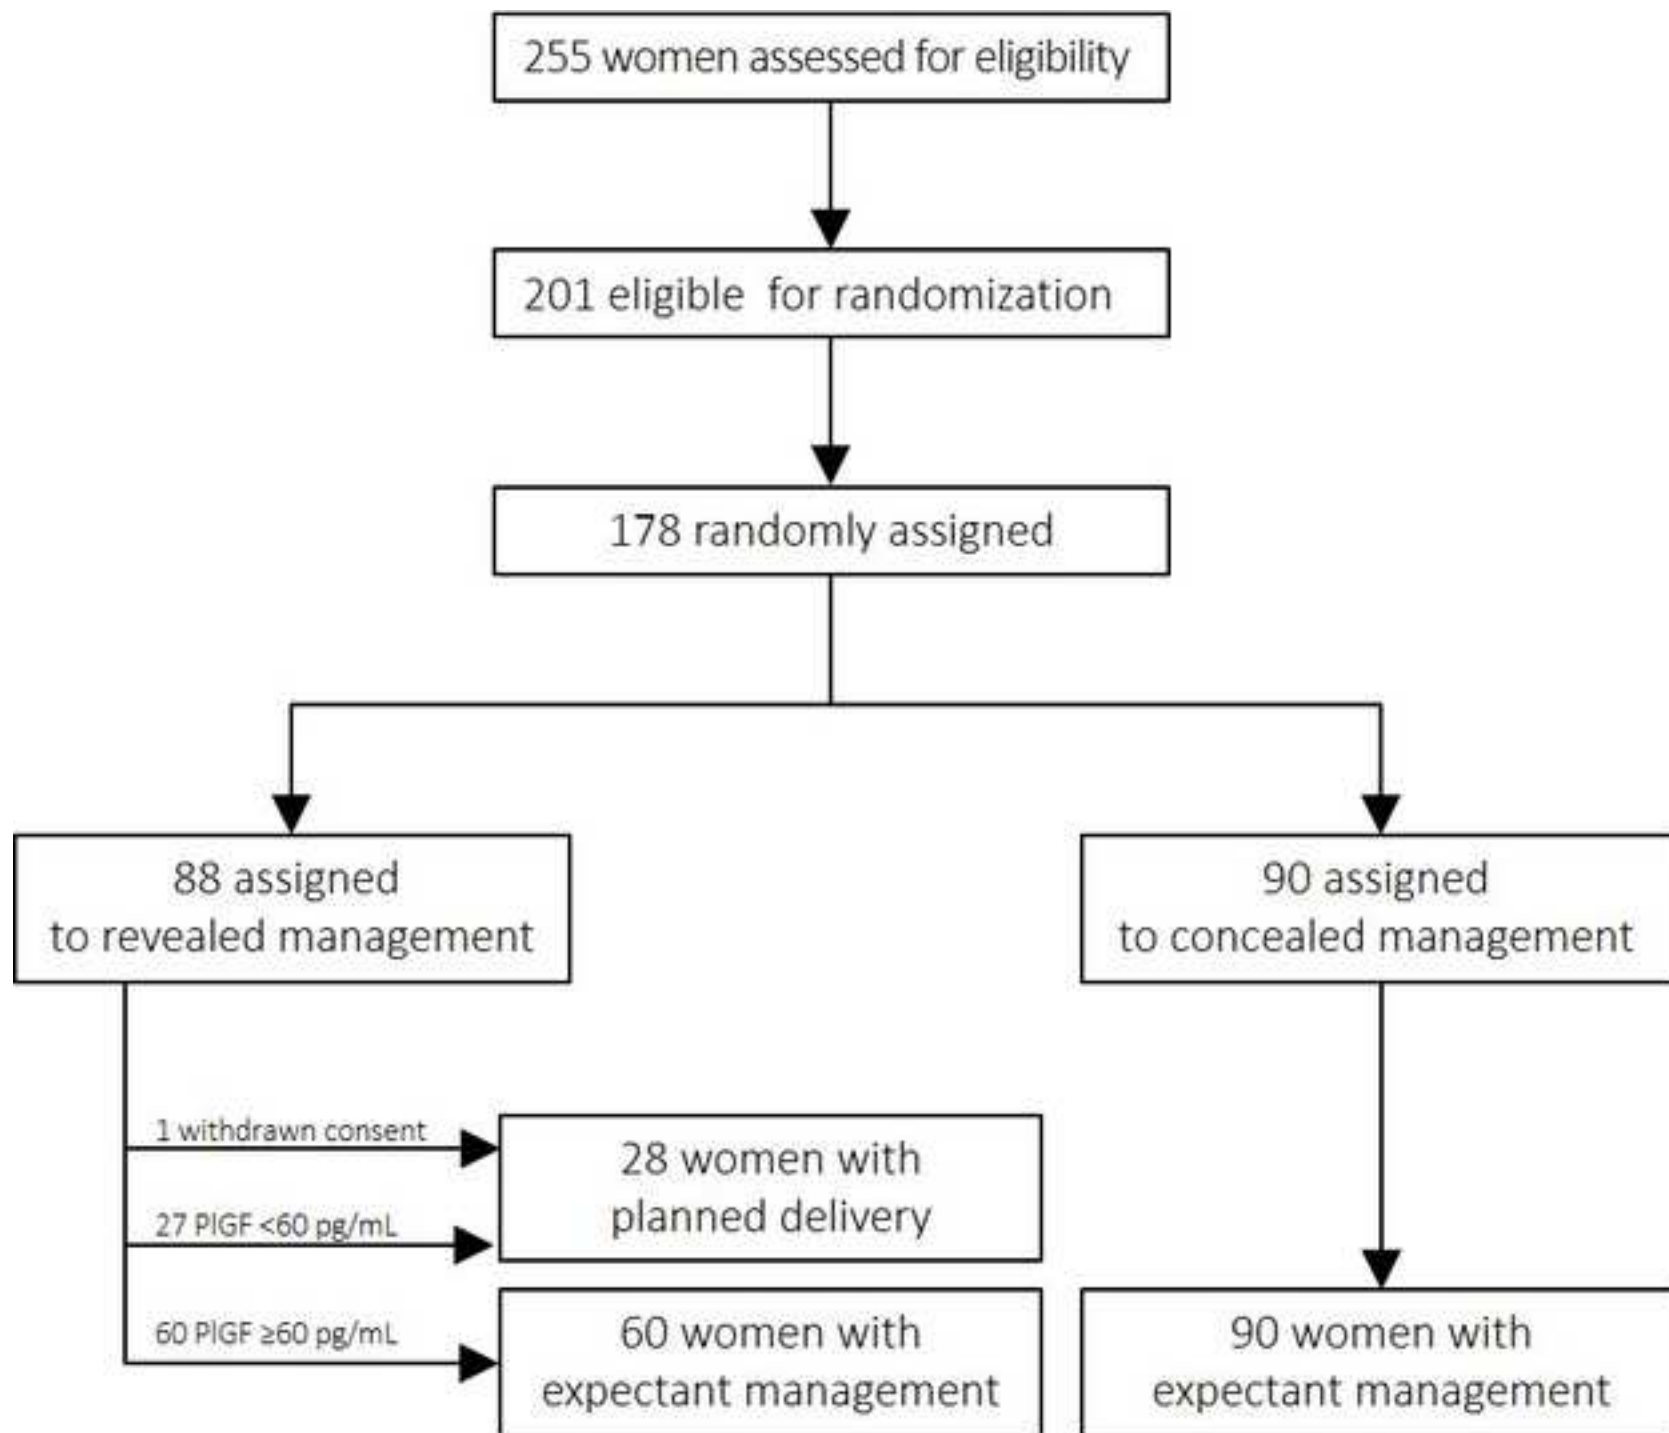 255 women assessed for eligibility
201 eligible for randomization
178 randomly assigned
88 assigned
to revealed management
90 assigned
to concealed management
1 withdrawn consent
27 PlGF <60 pg/mL
28 women with
planned delivery
60 PlGF ≥60 pg/mL
60 women with
expectant management
90 women with
expectant management